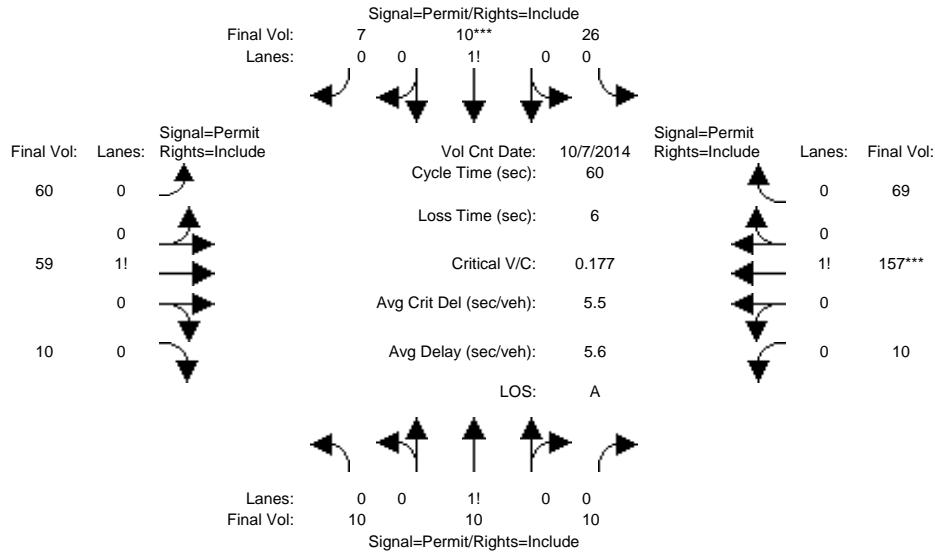 Signal=Permit/Rights=Include
Final Vol: 7 10*** 26
Lanes: 0 0 1! 0 0
Signal=Permit Signal=Permit
Final Vol: Lanes: Rights=Include Vol Cnt Date: 10/7/2014 Rights=Include Lanes: Final Vol:
Cycle Time (sec): 60
60 0 0 69
Loss Time (sec): 6
0 0
59 1! Critical V/C: 0.177 1! 157***
0 Avg Crit Del (sec/veh): 5.5 0
10 0 Avg Delay (sec/veh): 5.6 0 10
LOS: A
Lanes: 0 0 1! 0 0
Final Vol: 10 10 10
Signal=Permit/Rights=Include